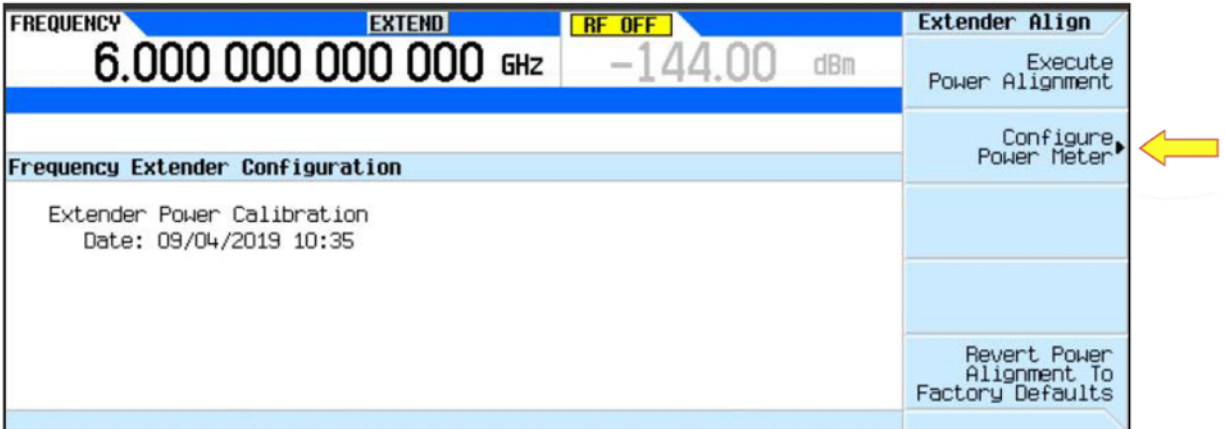 FREQUENCY EXTEND RF OFF
6.000 000 000 000 GHz -144.00 dBm
Frequency Extender Configuration
Extender Power Calibration
Date: 09/04/2019 10:35
Extender Align
Execute
Power Alignment
Configure
Power Meter
Revert Power
Alignment To
Factory Defaults